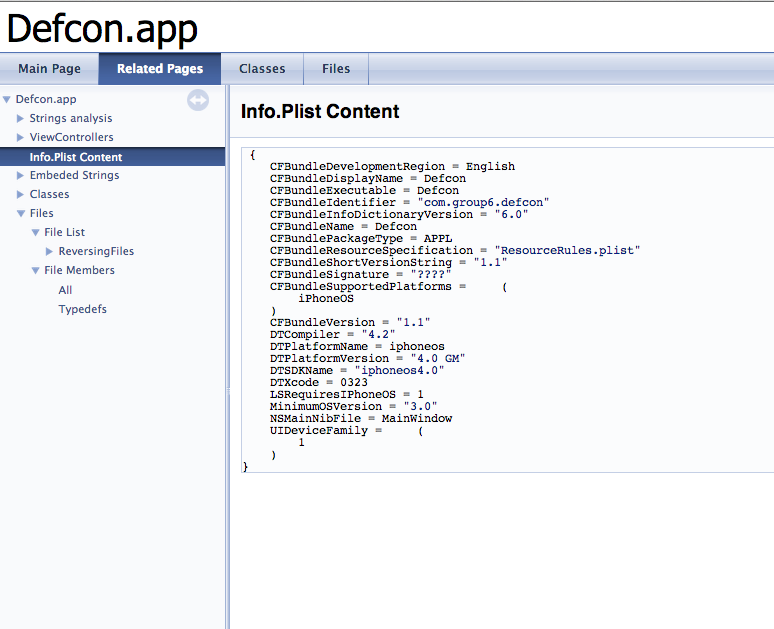 Defcon.app
Main Page
Related Pages
Classes
Files
Defcon.app
Strings analysis
ViewControllers
Info.Plist Content
Embeded Strings
Classes
Files
File List
ReversingFiles
File Members
All
Typedefs
Info.Plist Content
{
CFBundleDevelopmentRegion = English
CFBundleDisplayName = Defcon
CFBundleExecutable = Defcon
CFBundleIdentifier = "com.group6.defcon"
CFBundleInfoDictionaryVersion = "6.0"
CFBundleName = Defcon
CFBundlePackageType = APPL
CFBundleResourceSpecification = "ResourceRules.plist"
CFBundleShortVersionString = "1.1"
CFBundleSignature = "????"
CFBundleSupportedPlatforms = (
iPhoneOS
)
CFBundleVersion = "1.1"
DTCompiler = "4.2"
DTPlatformName = iphoneos
DTPlatformVersion = "4.0 GM"
DTSDKName = "iphoneos4.0"
DTXcode = 0323
LSRequiresIPhoneOS = 1
MinimumOSVersion = "3.0"
NSMainNibFile = MainWindow
UIDeviceFamily = (
1
)
}